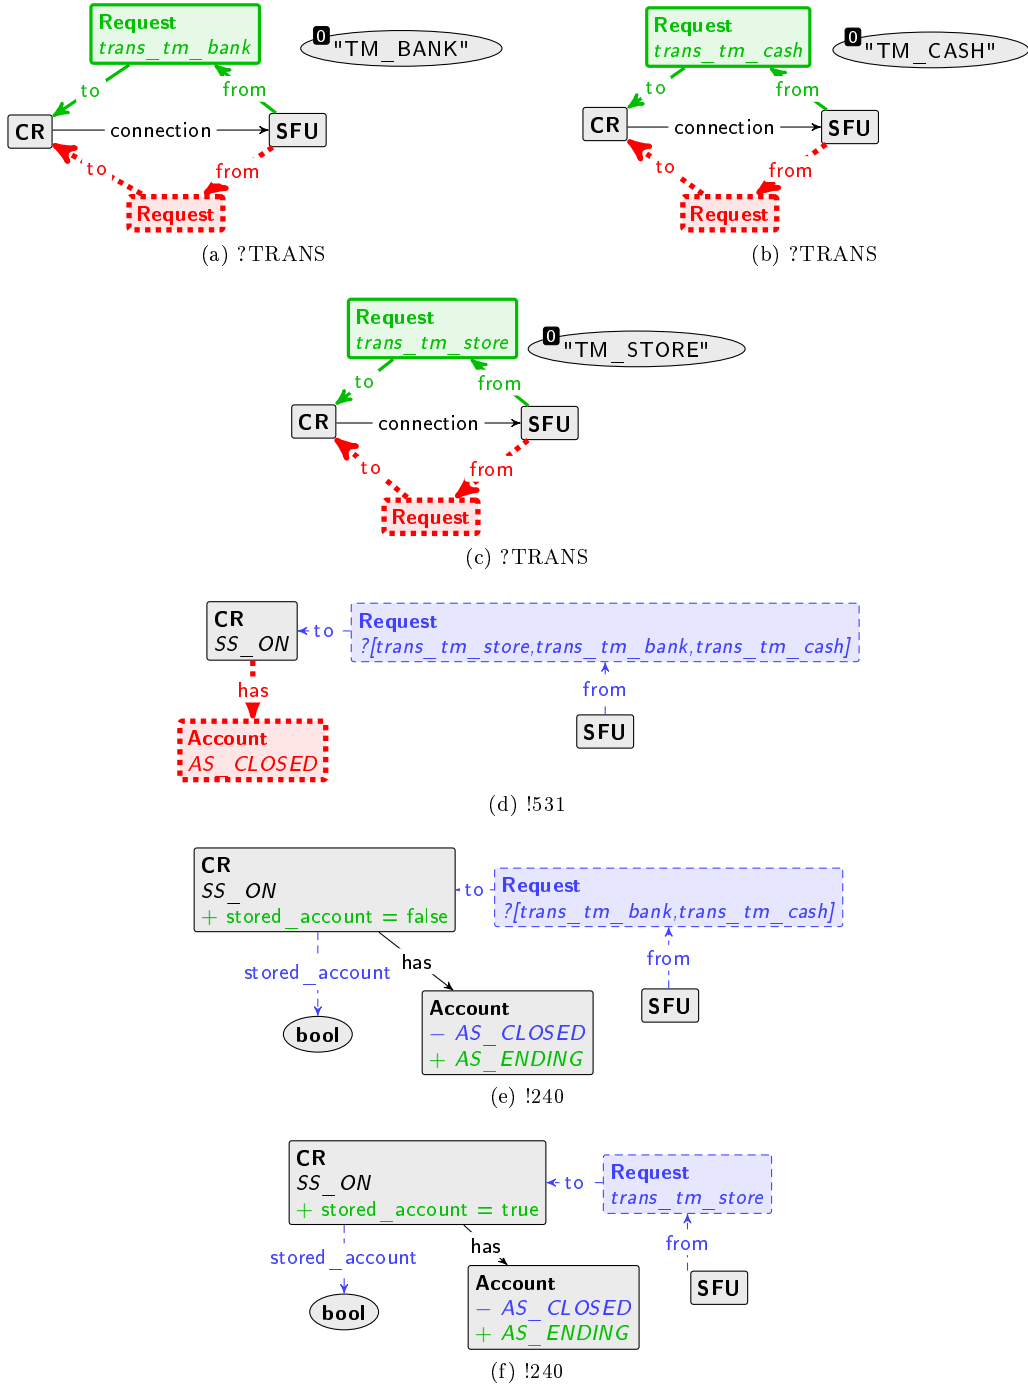 Request
trans_tm_bank
0
"TM_BANK"
to
from
CR
connection
SFU
to
from
Request
(a) ?TRANS
Request
trans_tm_cash
0
"TM_CASH"
to
from
CR
connection
SFU
to
from
Request
(b) ?TRANS
Request
trans_tm_store
0
"TM_STORE"
to
from
CR
connection
SFU
to
from
Request
(c) ?TRANS
CR
SS_ON
to
Request
?[trans_tm_store,trans_tm_bank,trans_tm_cash]
has
from
SFU
Account
AS_CLOSED
(d) !531
CR
SS_ON
+ stored_account = false
to
Request
?[trans_tm_bank,trans_tm_cash]
stored_account
has
from
bool
Account
− AS_CLOSED
+ AS_ENDING
SFU
(e) !240
CR
SS_ON
+ stored_account = true
to
Request
trans_tm_store
stored_account
has
from
bool
Account
− AS_CLOSED
+ AS_ENDING
SFU
(f) !240